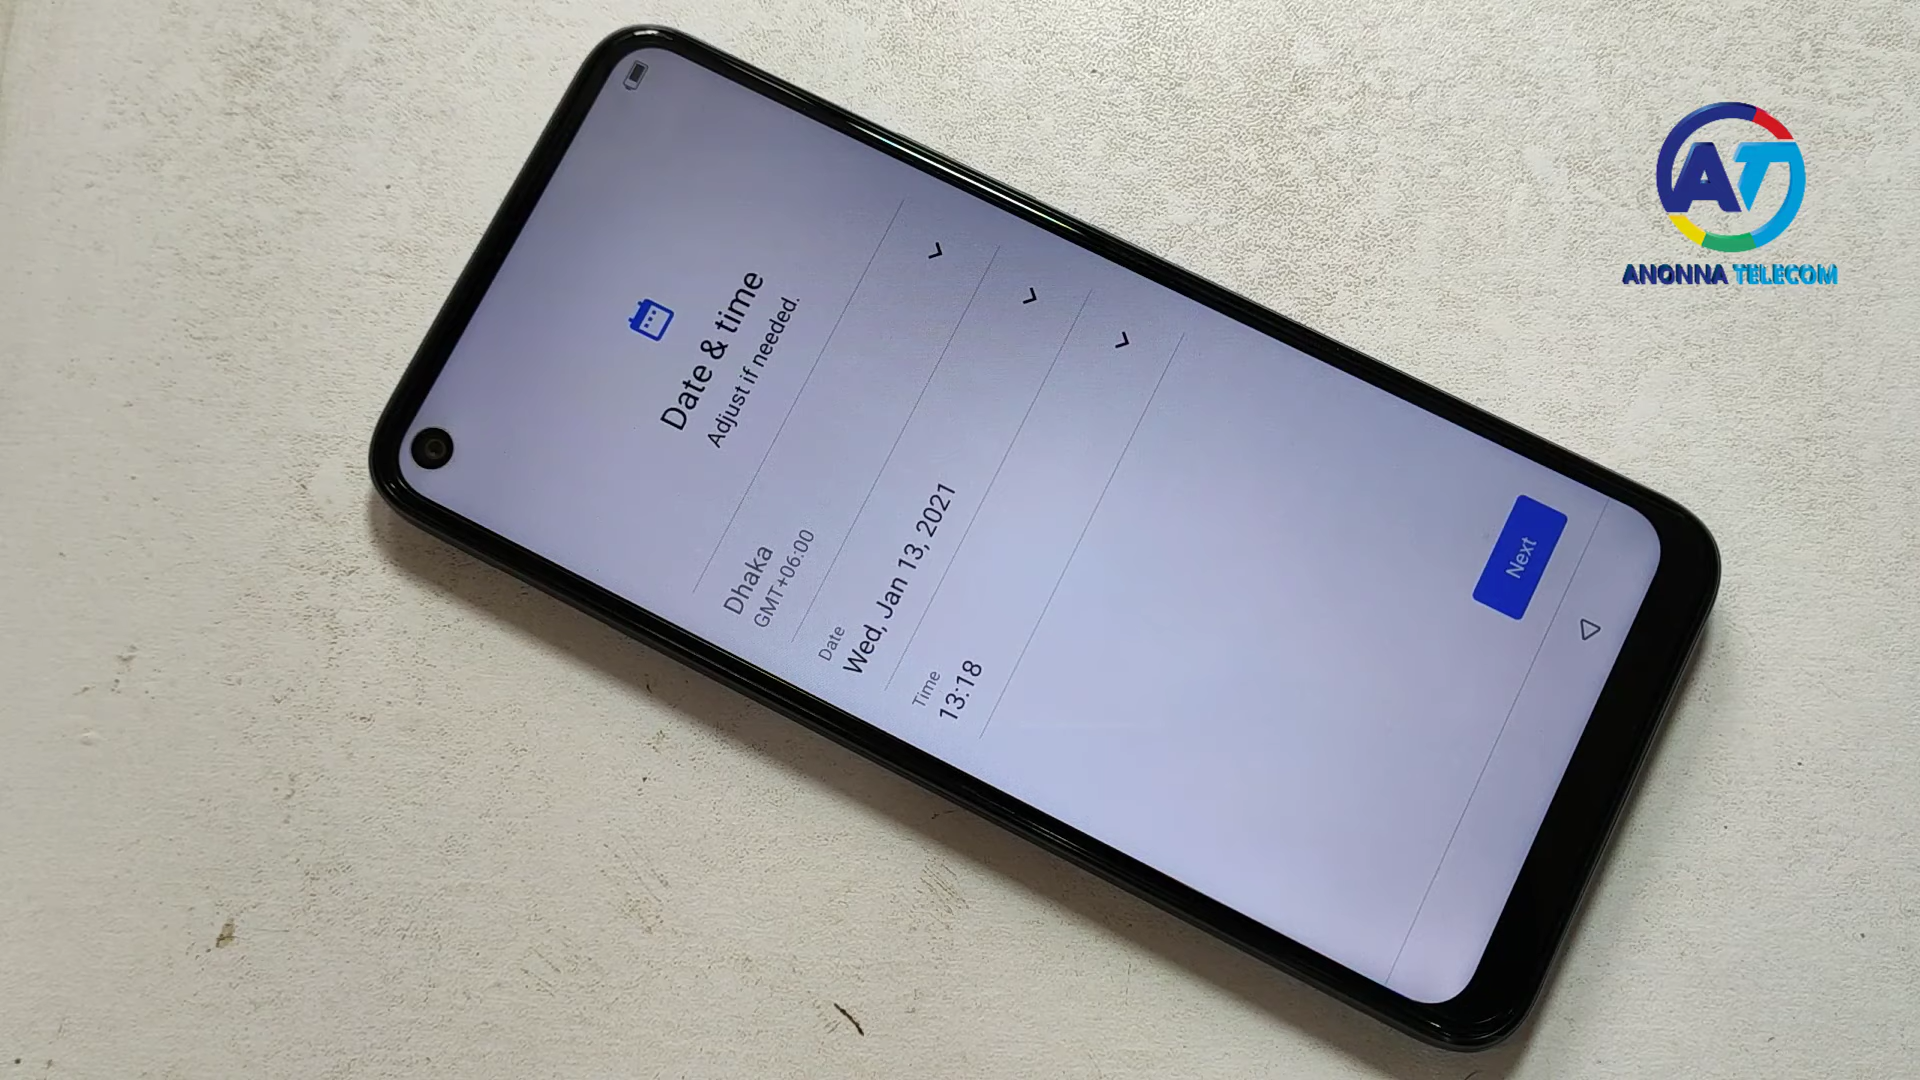 Date & time
Adjust if needed.
Dhaka
GMT+06:00
Date
Wed, Jan 13, 2021
Time
13:18
Next
AT
ANONNA TELECOM